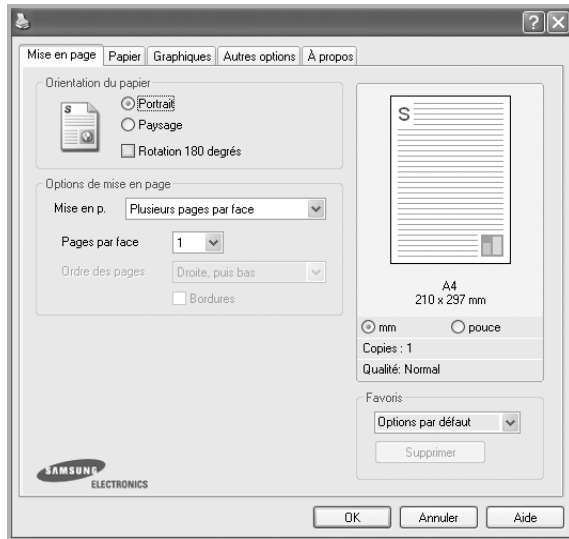 Mise en page Papier Graphiques Autres options À propos
Orientation du papier
S
Portrait
Paysage
Rotation 180 degrés
Options de mise en page
Mise en p. Plusieurs pages par face
Pages par face 1
Ordre des pages Droite, puis bas
Bordures
S
A4
210 x 297 mm
mm pouce
Copies : 1
Qualité: Normal
Favoris
Options par défaut
Supprimer
SAMSUNG
ELECTRONICS
OK Annuler Aide